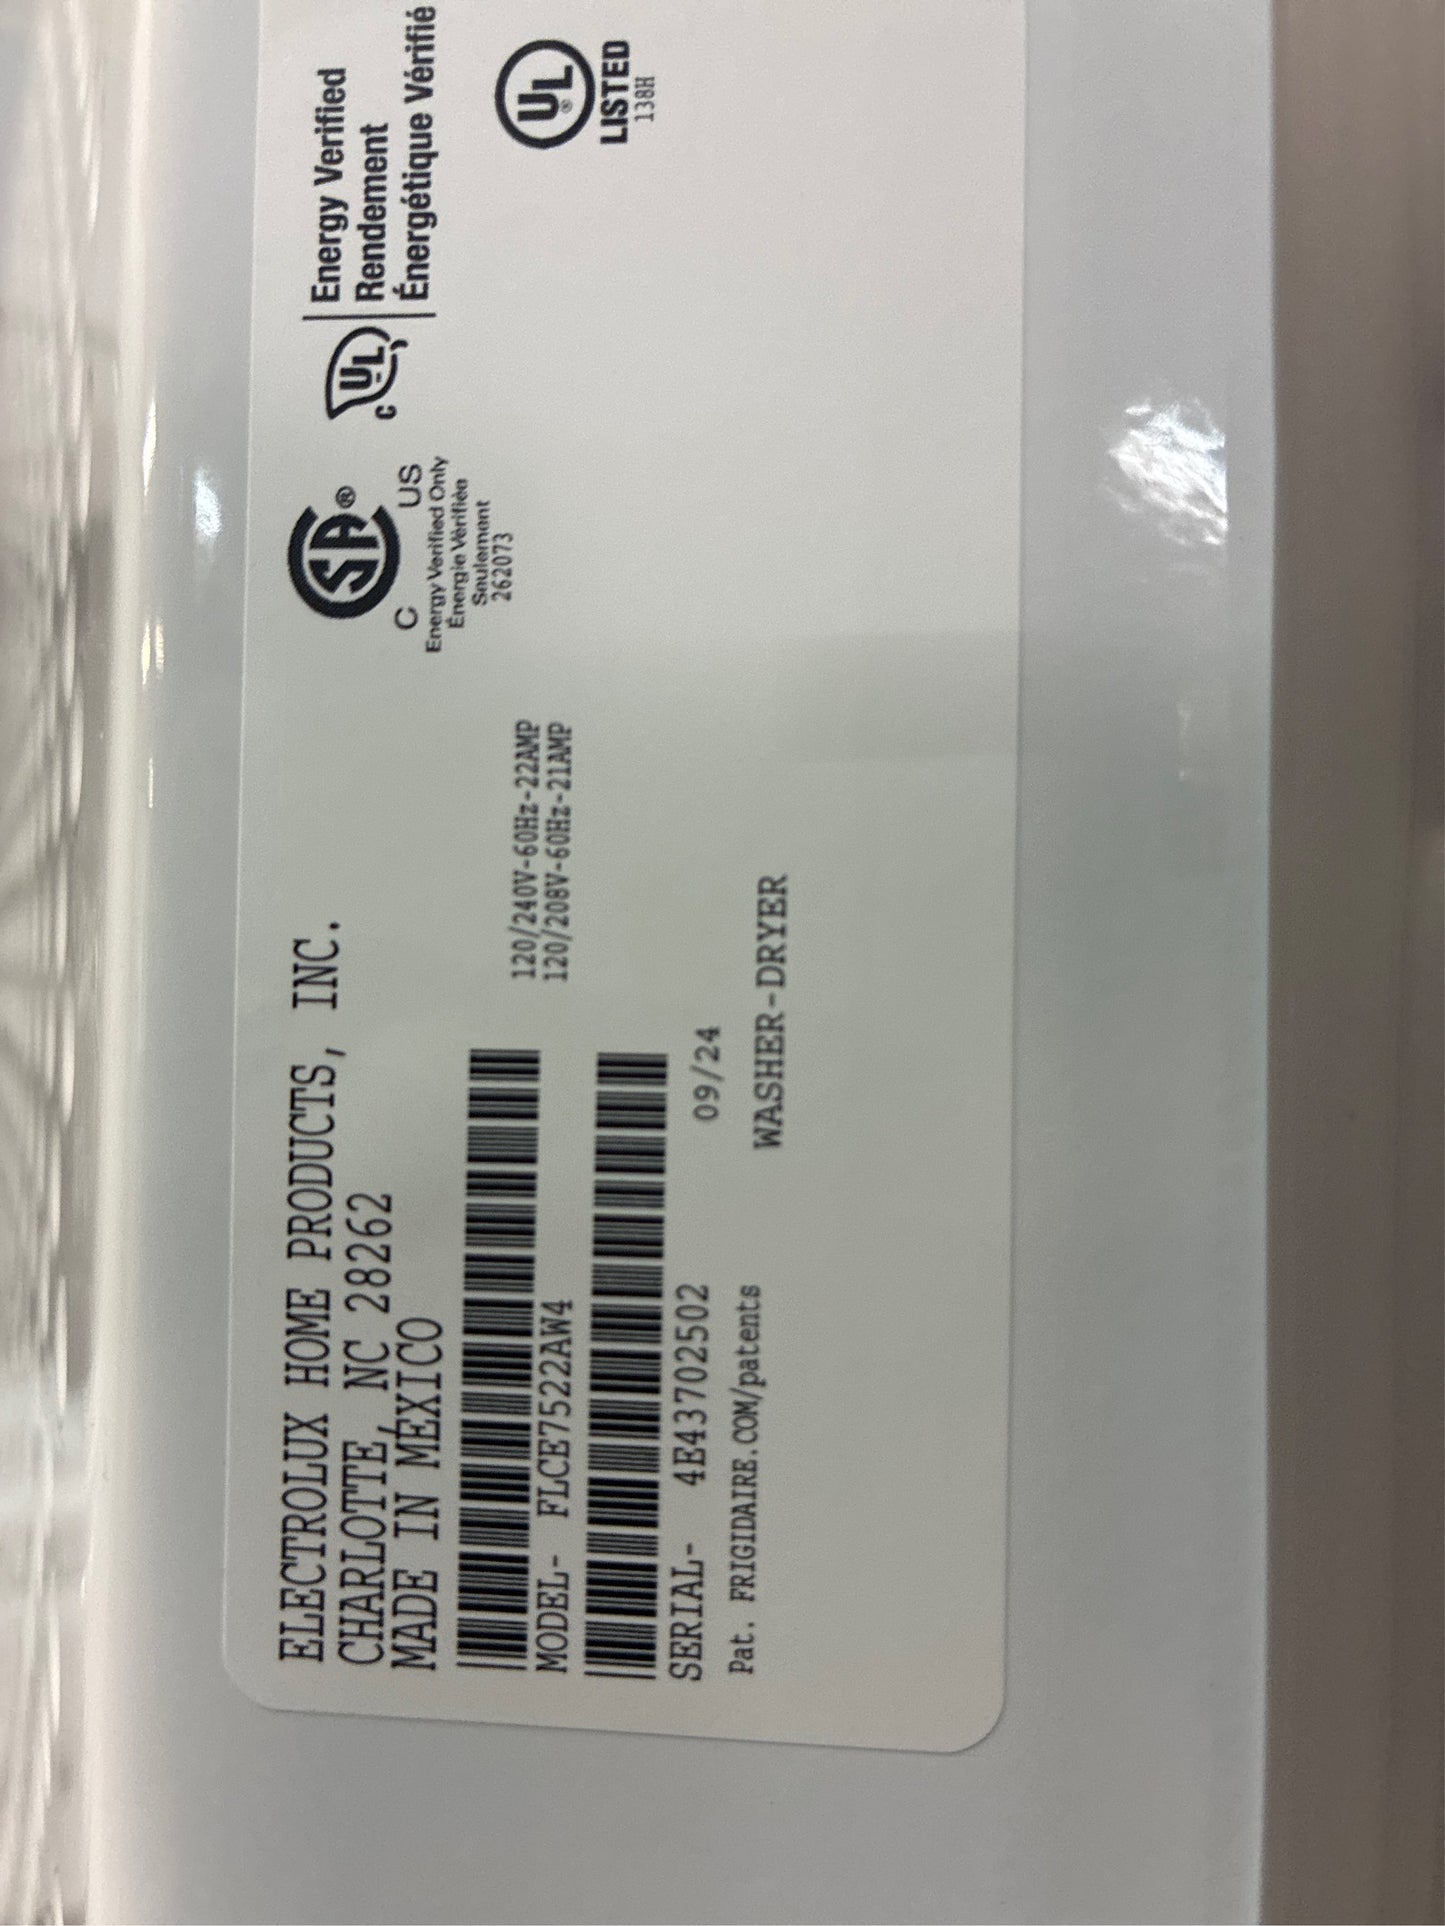 ELECTROLUX HOME PRODUCTS, INC.
CHARLOTTE, NC 28262
MADE IN MEXICO
MODEL- FLCE7522AW4
120/240V-60Hz-22AMP
120/208V-60Hz-21AMP
SERIAL- 4E43702502
09/24
Pat. FRIGIDAIRE.COM/patents
WASHER-DRYER
SA®
C US
Energy Verified Only
Énergie Vérifiée
Seulement
262073
C UL
Energy Verified
Rendement
Énergétique Vérifié
UL®
LISTED
138H